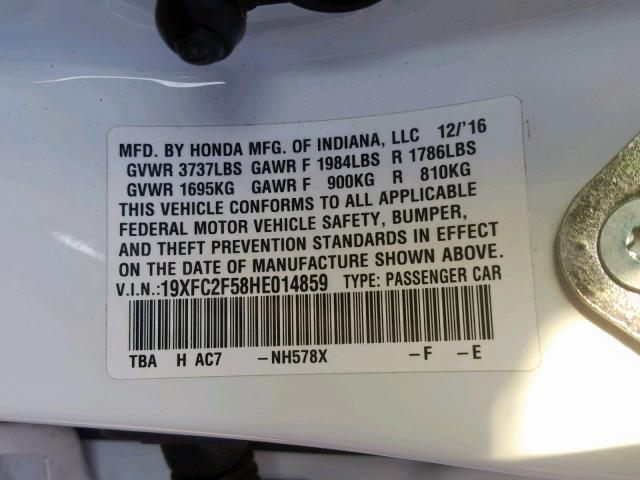 MFD. BY HONDA MFG. OF INDIANA, LLC 12/'16
GVWR 3737LBS GAWR F 1984LBS R 1786LBS
GVWR 1695KG GAWR F 900KG R 810KG
THIS VEHICLE CONFORMS TO ALL APPLICABLE
FEDERAL MOTOR VEHICLE SAFETY, BUMPER,
AND THEFT PREVENTION STANDARDS IN EFFECT
ON THE DATE OF MANUFACTURE SHOWN ABOVE.
V.I.N.:19XFC2F58HE014859 TYPE: PASSENGER CAR
TBA H AC7 -NH578X -F -E